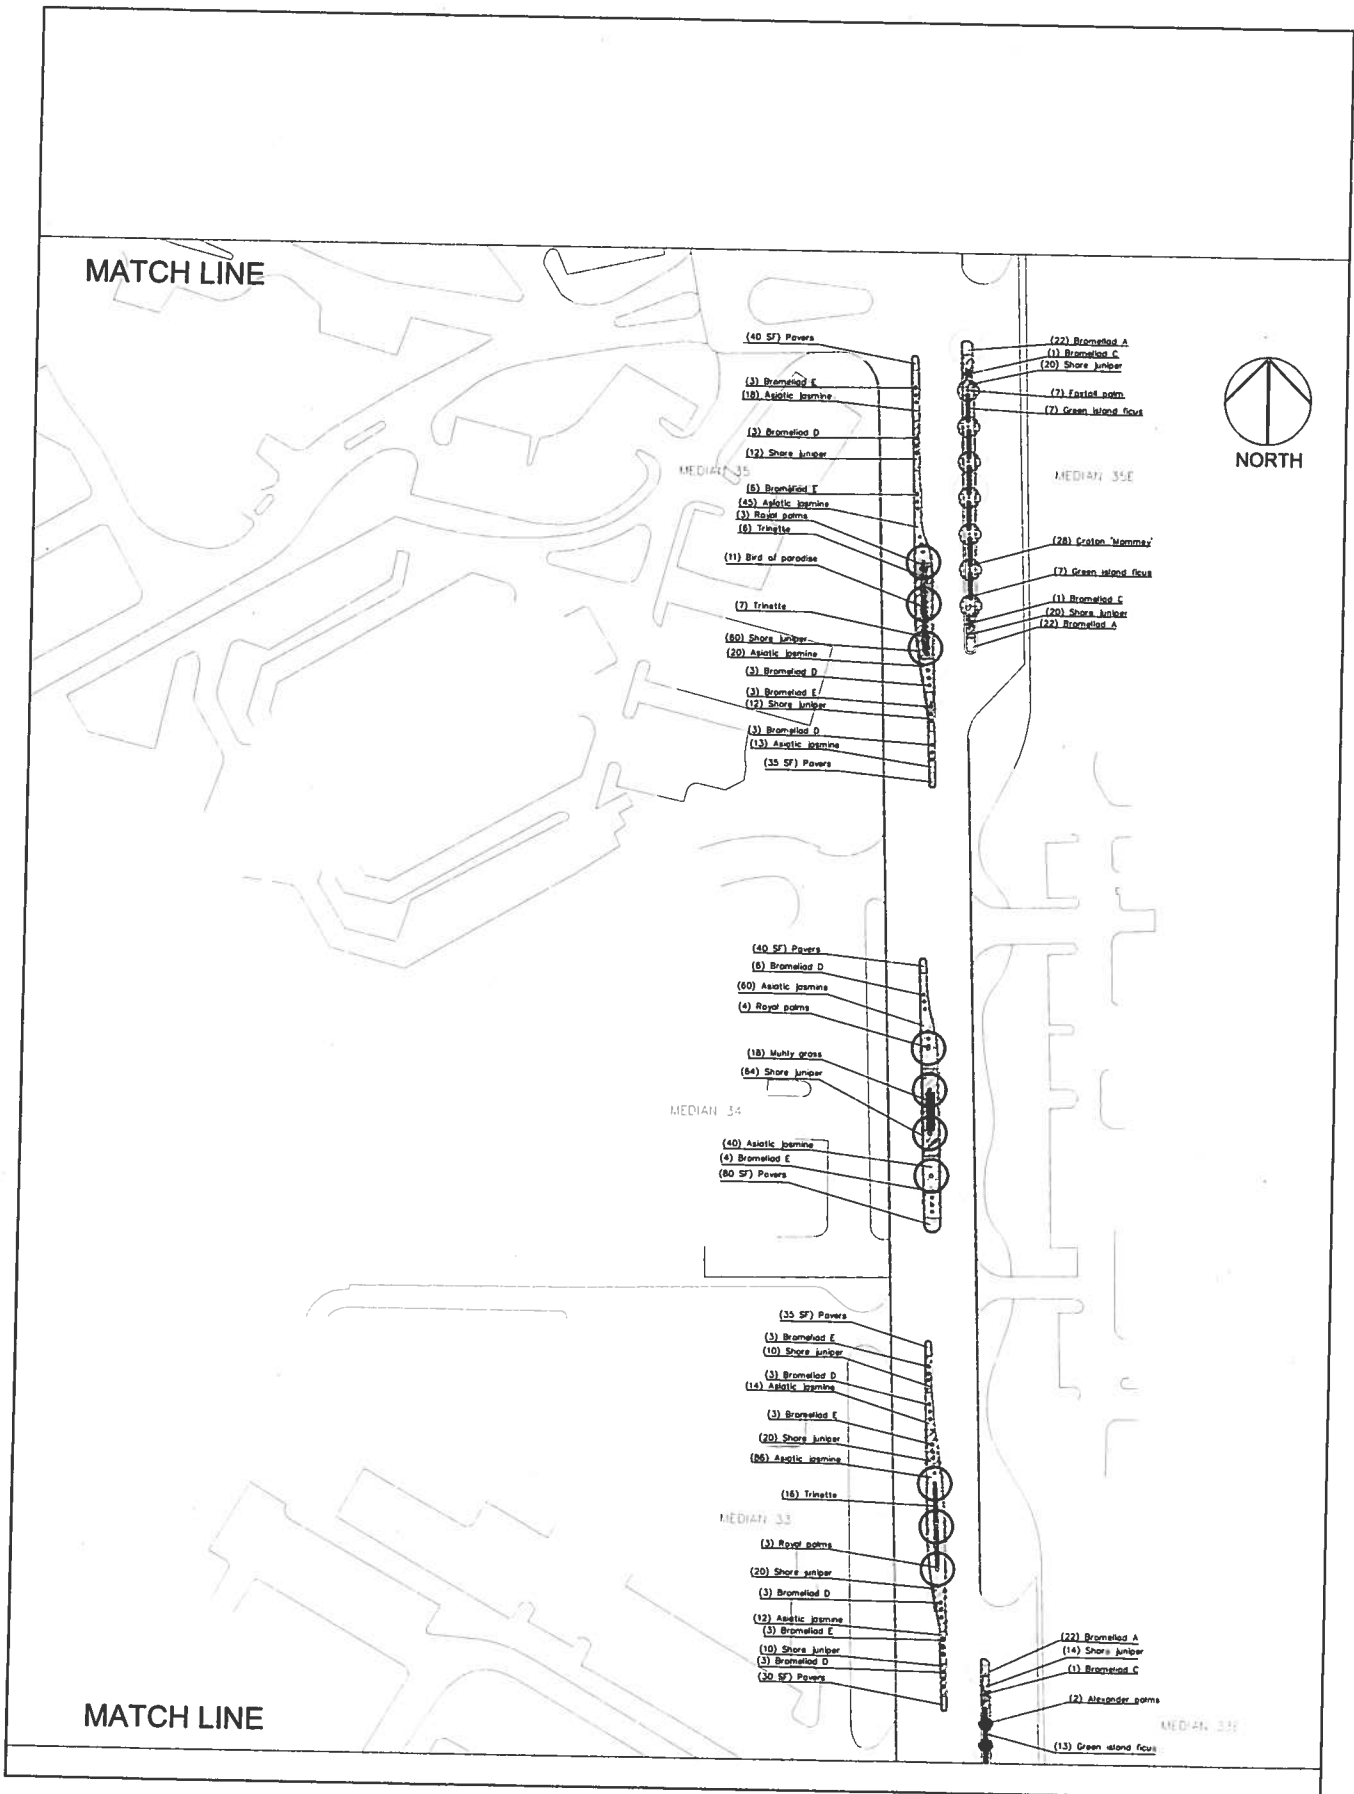 MATCH LINE
(40 SF) Pavers
(3) Bromeliad E
(18) Asiatic jasmine
(3) Bromeliad D
(12) Shore juniper
MEDIAN 35
(6) Bromeliad E
(45) Asiatic jasmine
(3) Royal palms
(6) Trinette
(11) Bird of paradise
(7) Trinette
(60) Shore juniper
(20) Asiatic jasmine
(3) Bromeliad D
(3) Bromeliad E
(12) Shore juniper
(3) Bromeliad D
(13) Asiatic jasmine
(35 SF) Pavers
(22) Bromeliad A
(1) Bromeliad C
(20) Shore juniper
(7) Foxtail palm
(7) Green island ficus
MEDIAN 35E
(28) Croton 'Mammey'
(7) Green island ficus
(1) Bromeliad C
(20) Shore juniper
(22) Bromeliad A
NORTH
(40 SF) Pavers
(6) Bromeliad D
(60) Asiatic jasmine
(4) Royal palms
(18) Muhly grass
(64) Shore juniper
MEDIAN 34
(40) Asiatic jasmine
(4) Bromeliad E
(80 SF) Pavers
(35 SF) Pavers
(3) Bromeliad E
(10) Shore juniper
(3) Bromeliad D
(14) Asiatic jasmine
(3) Bromeliad E
(20) Shore juniper
(86) Asiatic jasmine
(16) Trinette
MEDIAN 33
(3) Royal palms
(20) Shore juniper
(3) Bromeliad D
(12) Asiatic jasmine
(3) Bromeliad E
(10) Shore juniper
(3) Bromeliad D
(30 SF) Pavers
(22) Bromeliad A
(14) Shore juniper
(1) Bromeliad C
(2) Alexander palms
MEDIAN 33E
(13) Green island ficus
MATCH LINE